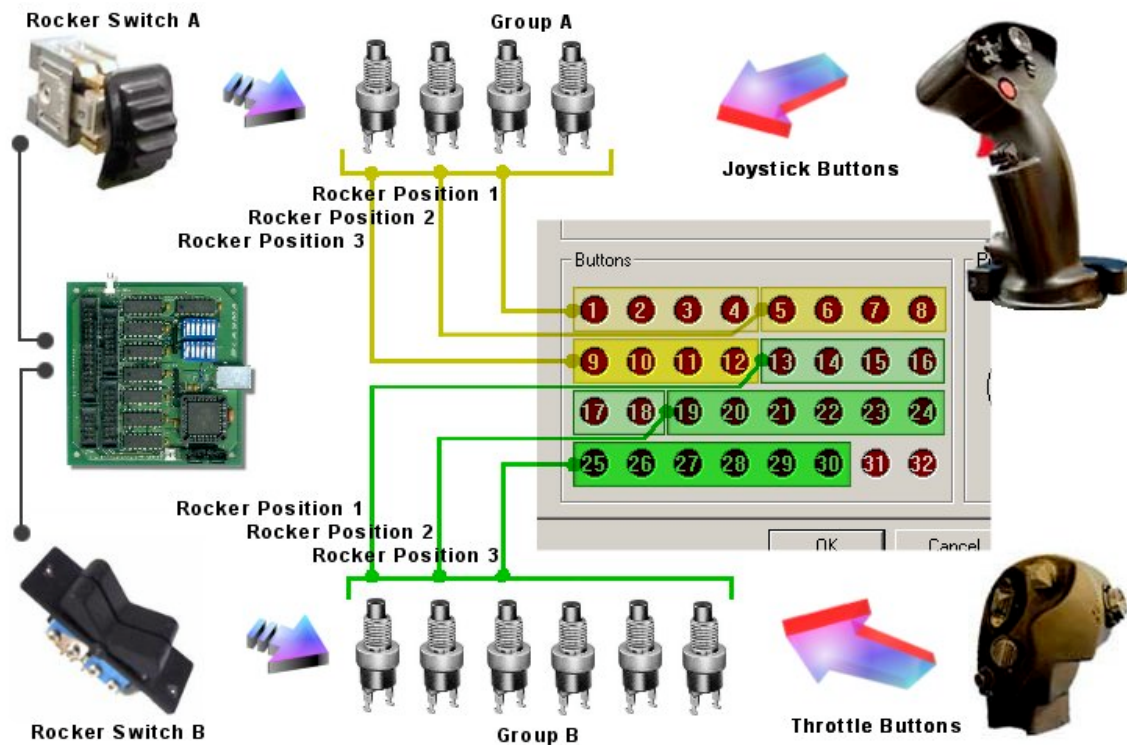 Rocker Switch A
Group A
Joystick Buttons
Rocker Position 1
Rocker Position 2
Rocker Position 3
Buttons
1 2 3 4 5 6 7 8
9 10 11 12 13 14 15 16
17 18 19 20 21 22 23 24
25 26 27 28 29 30 31 32
OK
Cancel
Rocker Position 1
Rocker Position 2
Rocker Position 3
Rocker Switch B
Group B
Throttle Buttons